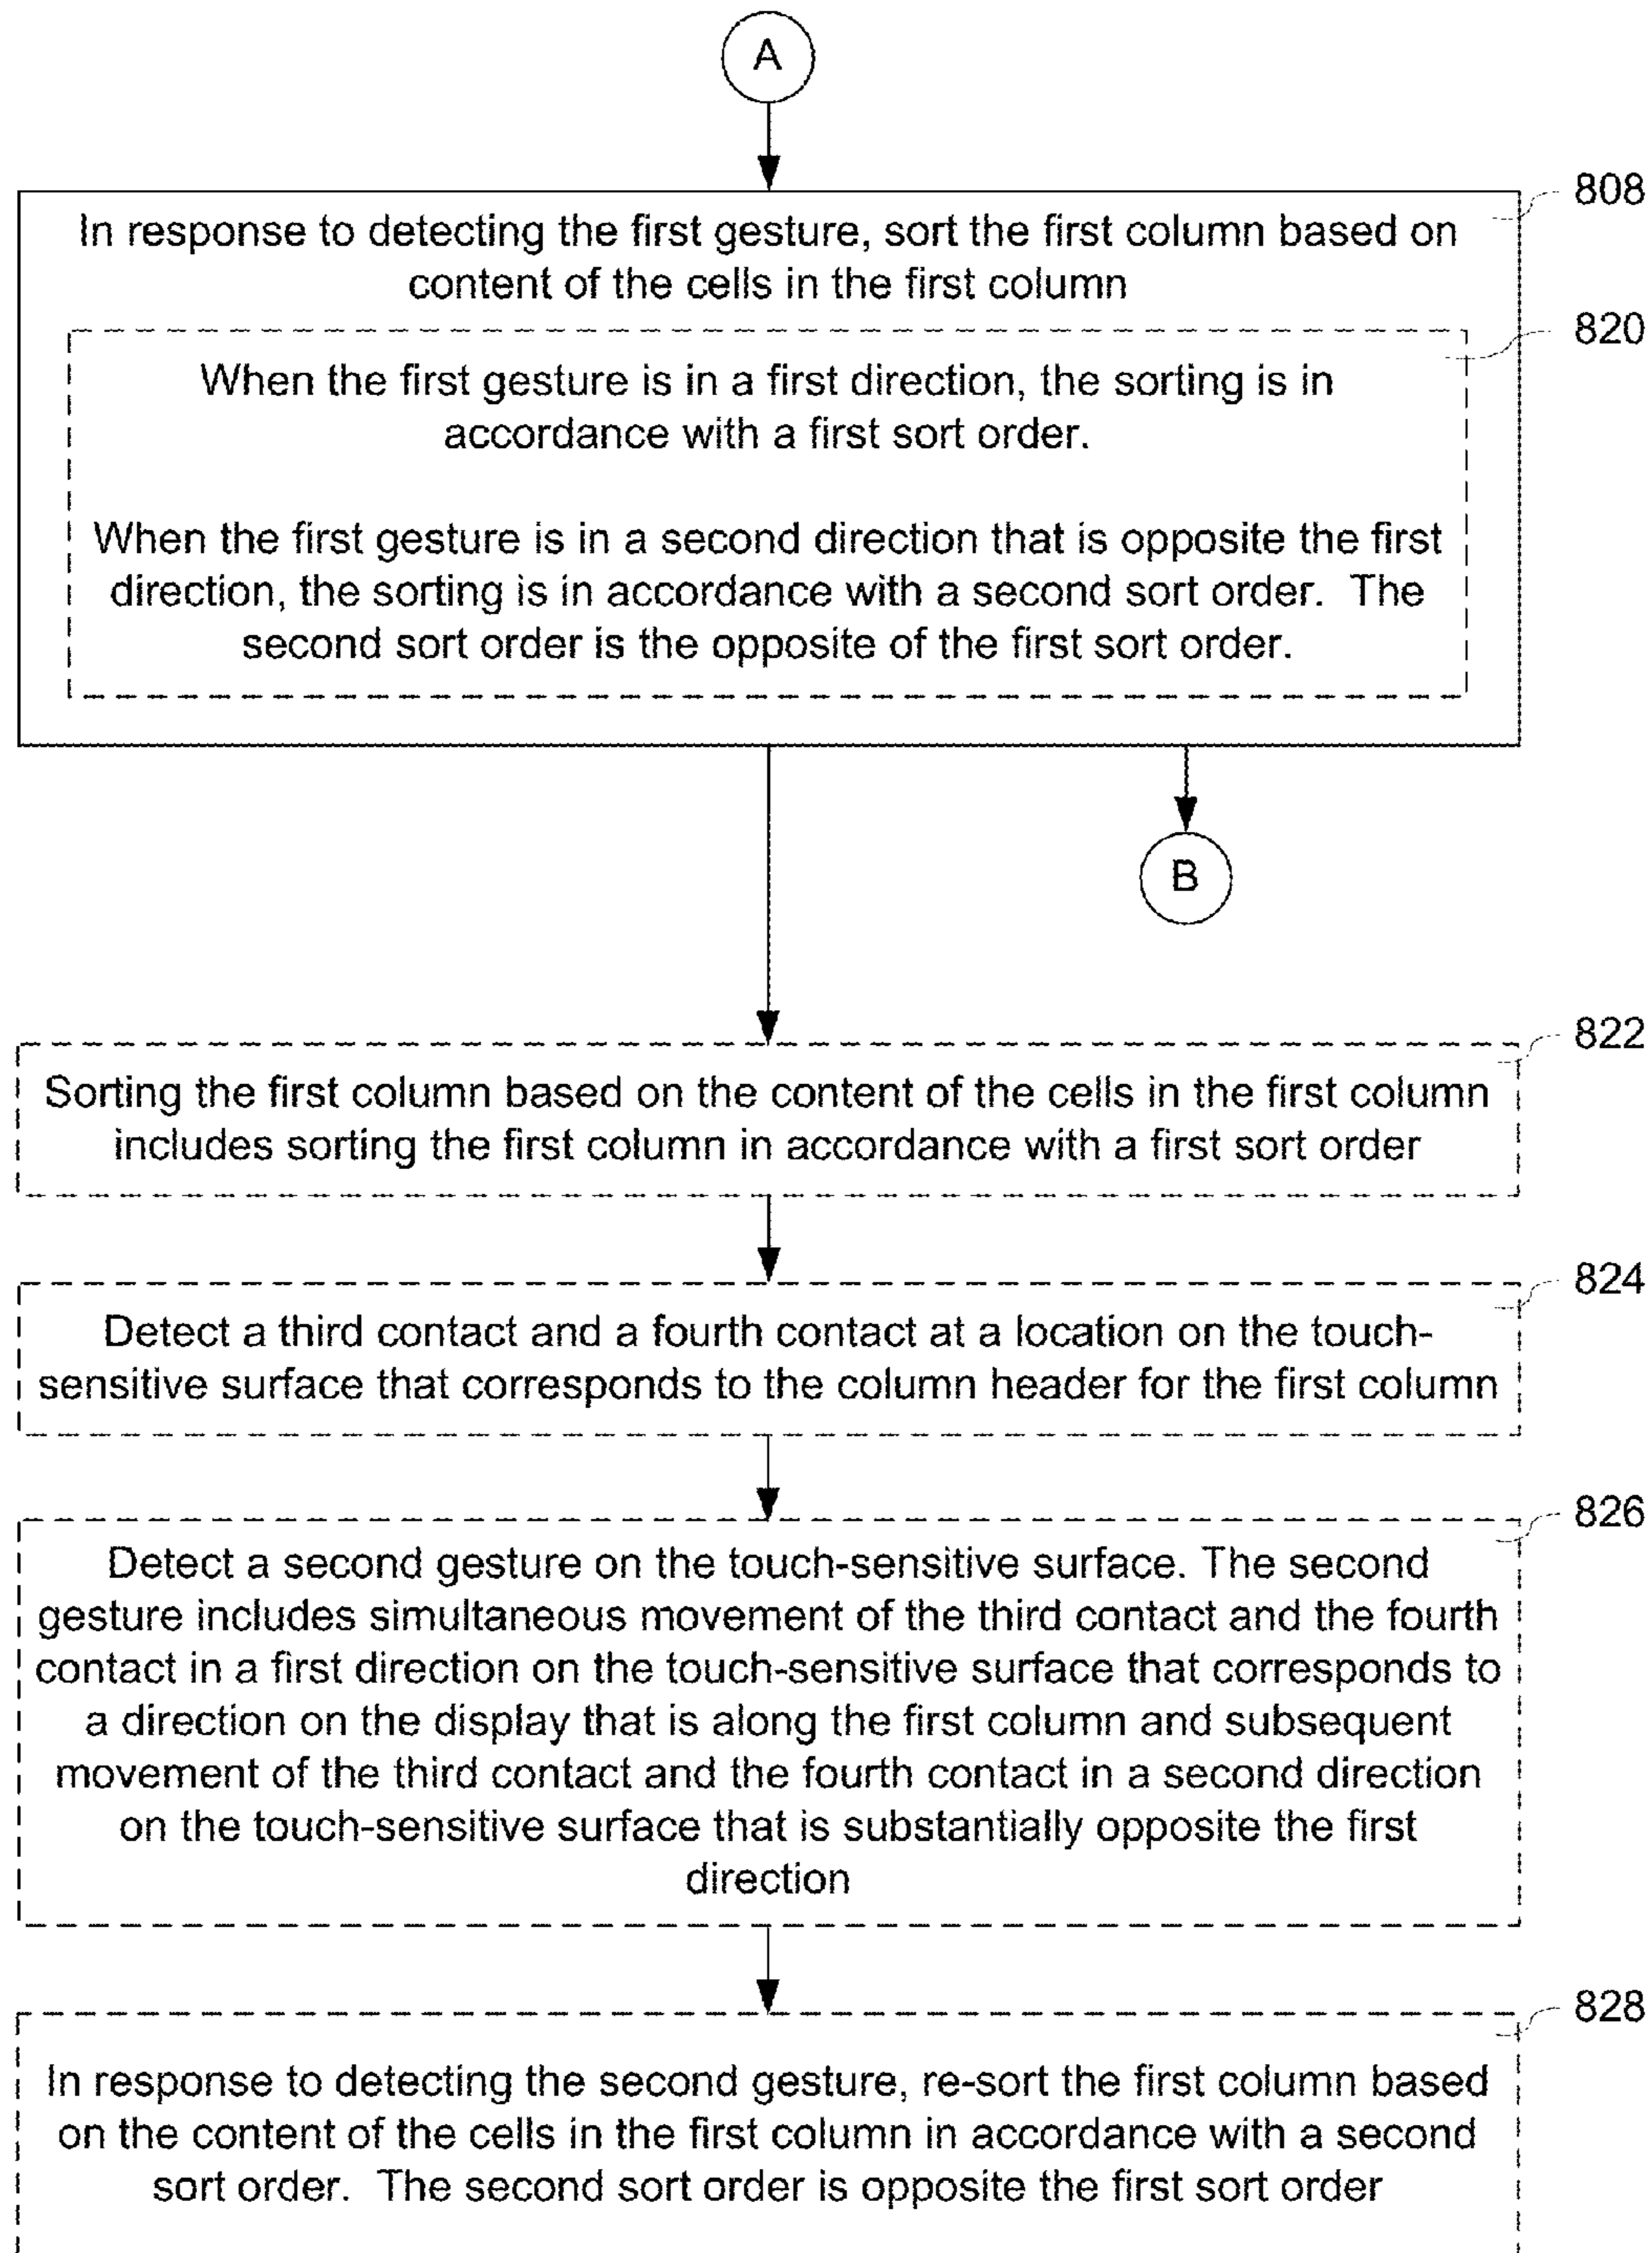 A
808
In response to detecting the first gesture, sort the first column based on
content of the cells in the first column
820
When the first gesture is in a first direction, the sorting is in
accordance with a first sort order.
When the first gesture is in a second direction that is opposite the first
direction, the sorting is in accordance with a second sort order.  The
second sort order is the opposite of the first sort order.
B
822
Sorting the first column based on the content of the cells in the first column
includes sorting the first column in accordance with a first sort order
824
Detect a third contact and a fourth contact at a location on the touch-
sensitive surface that corresponds to the column header for the first column
826
Detect a second gesture on the touch-sensitive surface. The second
gesture includes simultaneous movement of the third contact and the fourth
contact in a first direction on the touch-sensitive surface that corresponds to
a direction on the display that is along the first column and subsequent
movement of the third contact and the fourth contact in a second direction
on the touch-sensitive surface that is substantially opposite the first
direction
828
In response to detecting the second gesture, re-sort the first column based
on the content of the cells in the first column in accordance with a second
sort order.  The second sort order is opposite the first sort order